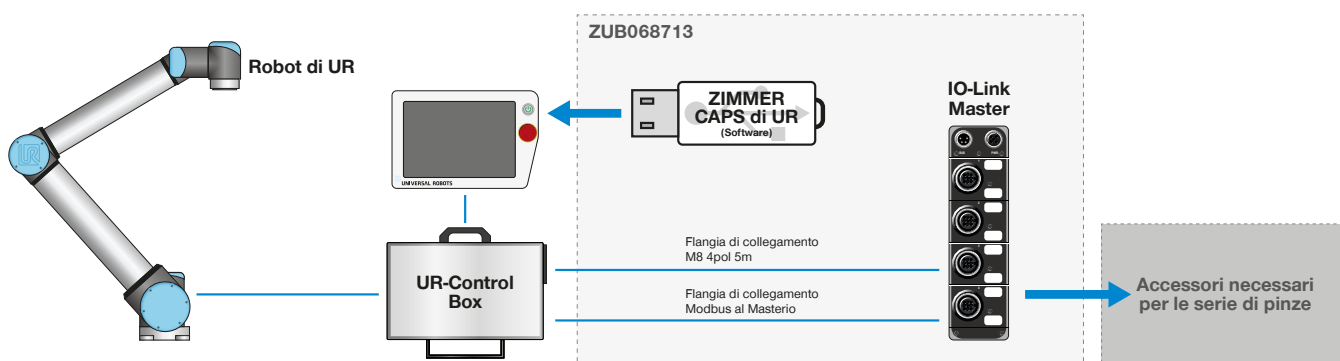 ZUB068713
Robot di UR
ZIMMER
CAPS di UR
(Software)
IO-Link
Master
UNIVERSAL ROBOTS
UR
Flangia di collegamento
M8 4pol 5m
UR-Control
Box
Flangia di collegamento
Modbus al Masterio
Accessori necessari
per le serie di pinze